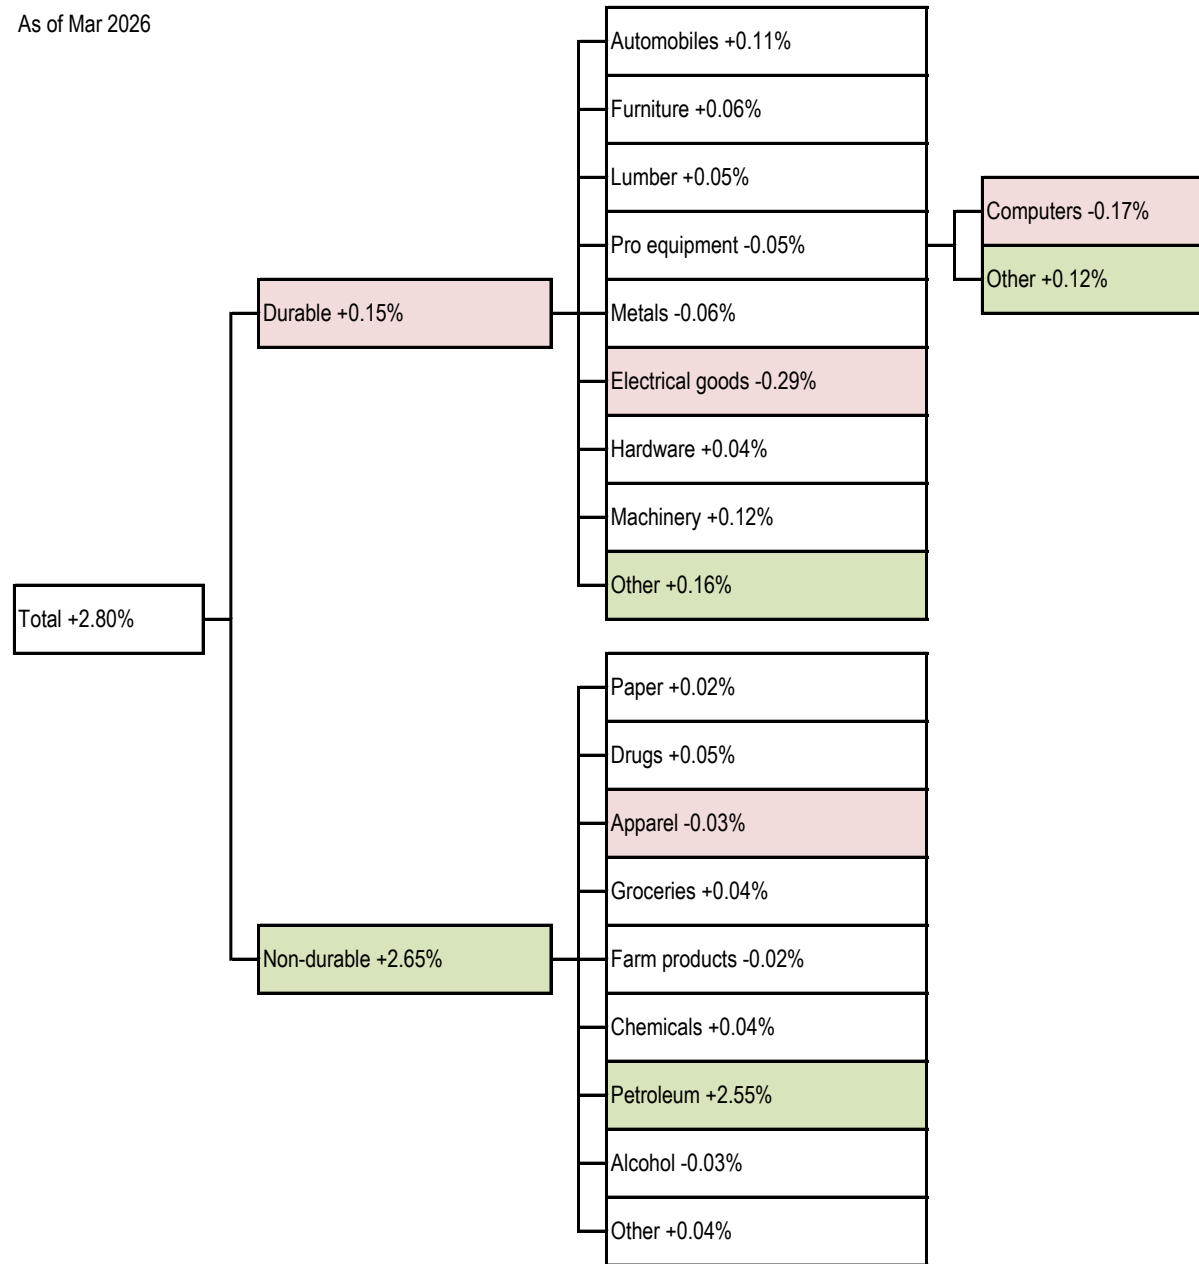 As of Mar 2026
Total +2.80%
Durable +0.15%
Automobiles +0.11%
Furniture +0.06%
Lumber +0.05%
Pro equipment -0.05%
Computers -0.17%
Other +0.12%
Metals -0.06%
Electrical goods -0.29%
Hardware +0.04%
Machinery +0.12%
Other +0.16%
Non-durable +2.65%
Paper +0.02%
Drugs +0.05%
Apparel -0.03%
Groceries +0.04%
Farm products -0.02%
Chemicals +0.04%
Petroleum +2.55%
Alcohol -0.03%
Other +0.04%